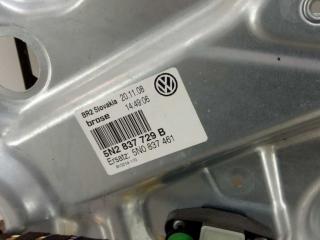 BR2 Slovakia 20.11.08
brose 14:49:06
5N2 837 729 B
Ersatz: 5N0 837 461